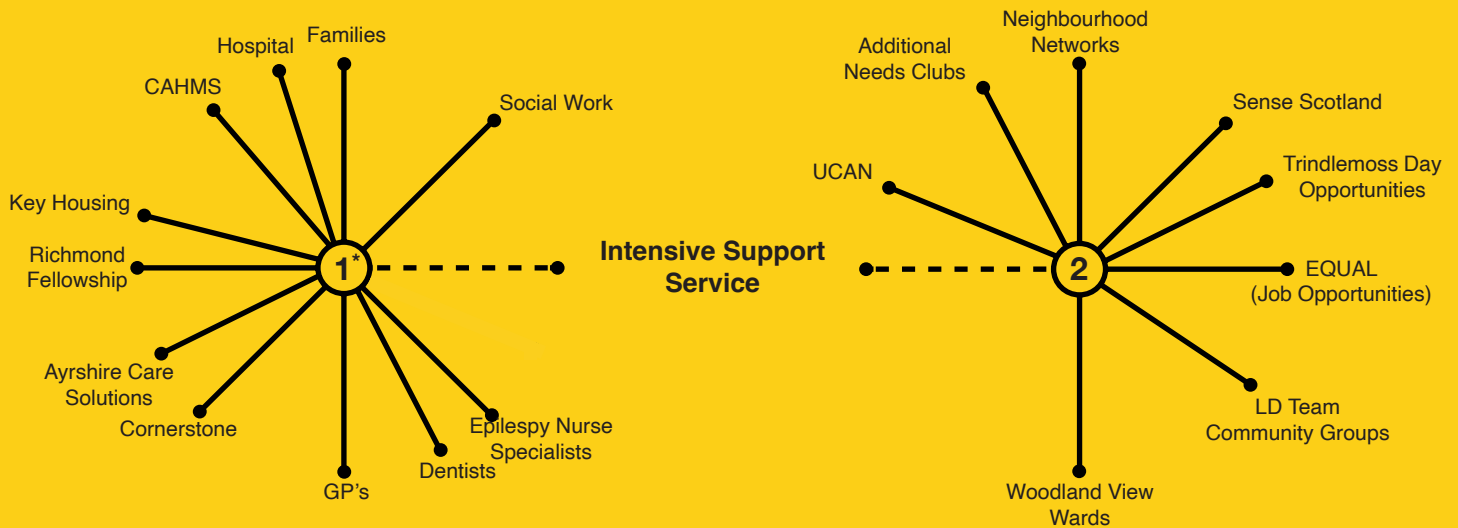 Families
Hospital
CAHMS
Social Work
Key Housing
Richmond
Fellowship
1*
Ayrshire Care
Solutions
Cornerstone
GP's
Dentists
Epilespy Nurse
Specialists
Intensive Support
Service
Neighbourhood
Networks
Additional
Needs Clubs
Sense Scotland
UCAN
Trindlemoss Day
Opportunities
2
EQUAL
(Job Opportunities)
LD Team
Community Groups
Woodland View
Wards